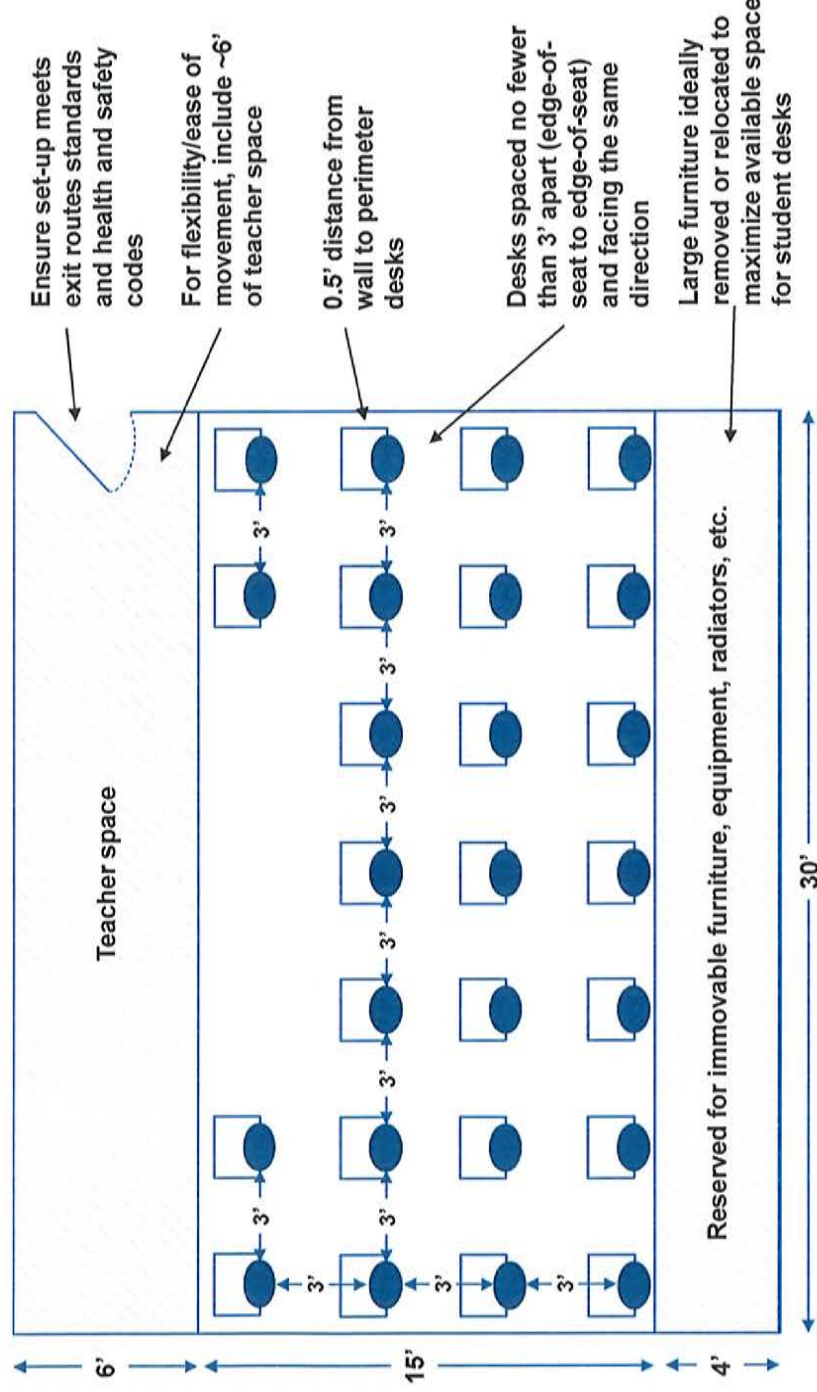 Ensure set-up meets
exit routes standards
and health and safety
codes
For flexibility/ease of
movement, include ~6’
of teacher space
0.5’ distance from
wall to perimeter
desks
Desks spaced no fewer
than 3’ apart (edge-of-
seat to edge-of-seat)
and facing the same
direction
Large furniture ideally
removed or relocated to
maximize available space
for student desks
Teacher space
3’
3’
3’
3’
3’
3’
3’
3’
3’
3’
3’
Reserved for immovable furniture, equipment, radiators, etc.
6’
15’
4’
30’